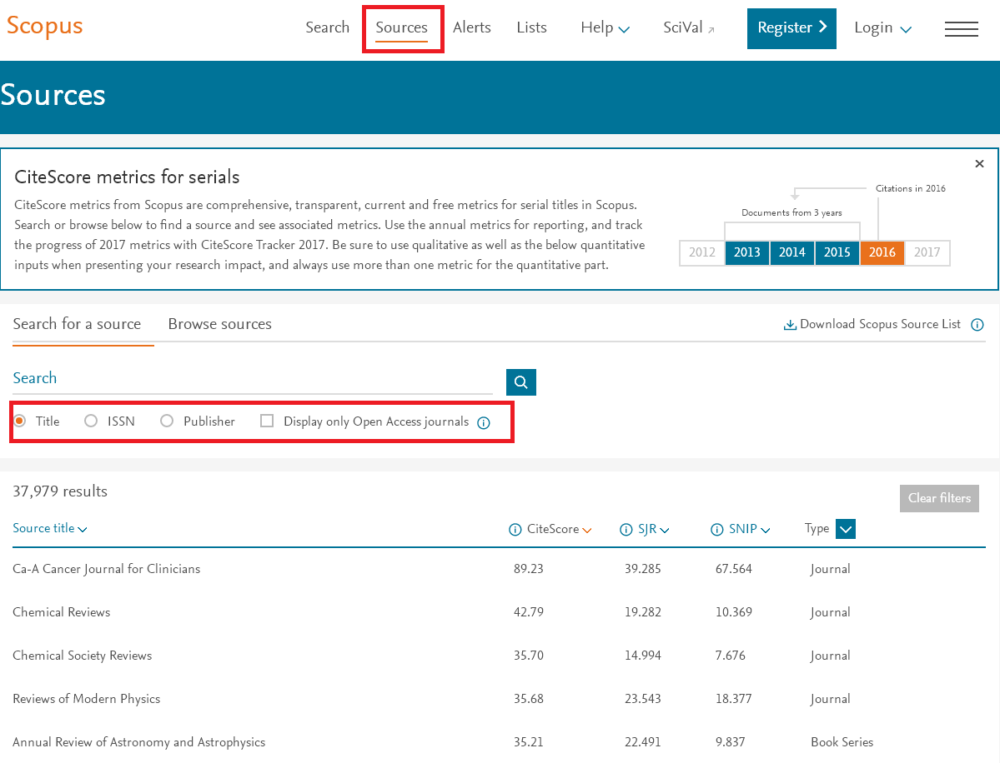 Scopus
Search Sources Alerts Lists Help SciVal Register Login
Sources
CiteScore metrics for serials
CiteScore metrics from Scopus are comprehensive, transparent, current and free metrics for serial titles in Scopus.
Search or browse below to find a source and see associated metrics. Use the annual metrics for reporting, and track
the progress of 2017 metrics with CiteScore Tracker 2017. Be sure to use qualitative as well as the below quantitative
inputs when presenting your research impact, and always use more than one metric for the quantitative part.
Citations in 2016
Documents from 3 years
2012 2013 2014 2015 2016 2017
Search for a source Browse sources Download Scopus Source List
Search
Title ISSN Publisher Display only Open Access journals
37,979 results
Clear filters
Source title CiteScore SJR SNIP Type
Ca-A Cancer Journal for Clinicians 89.23 39.285 67.564 Journal
Chemical Reviews 42.79 19.282 10.369 Journal
Chemical Society Reviews 35.70 14.994 7.676 Journal
Reviews of Modern Physics 35.68 23.543 18.377 Journal
Annual Review of Astronomy and Astrophysics 35.21 22.491 9.837 Book Series